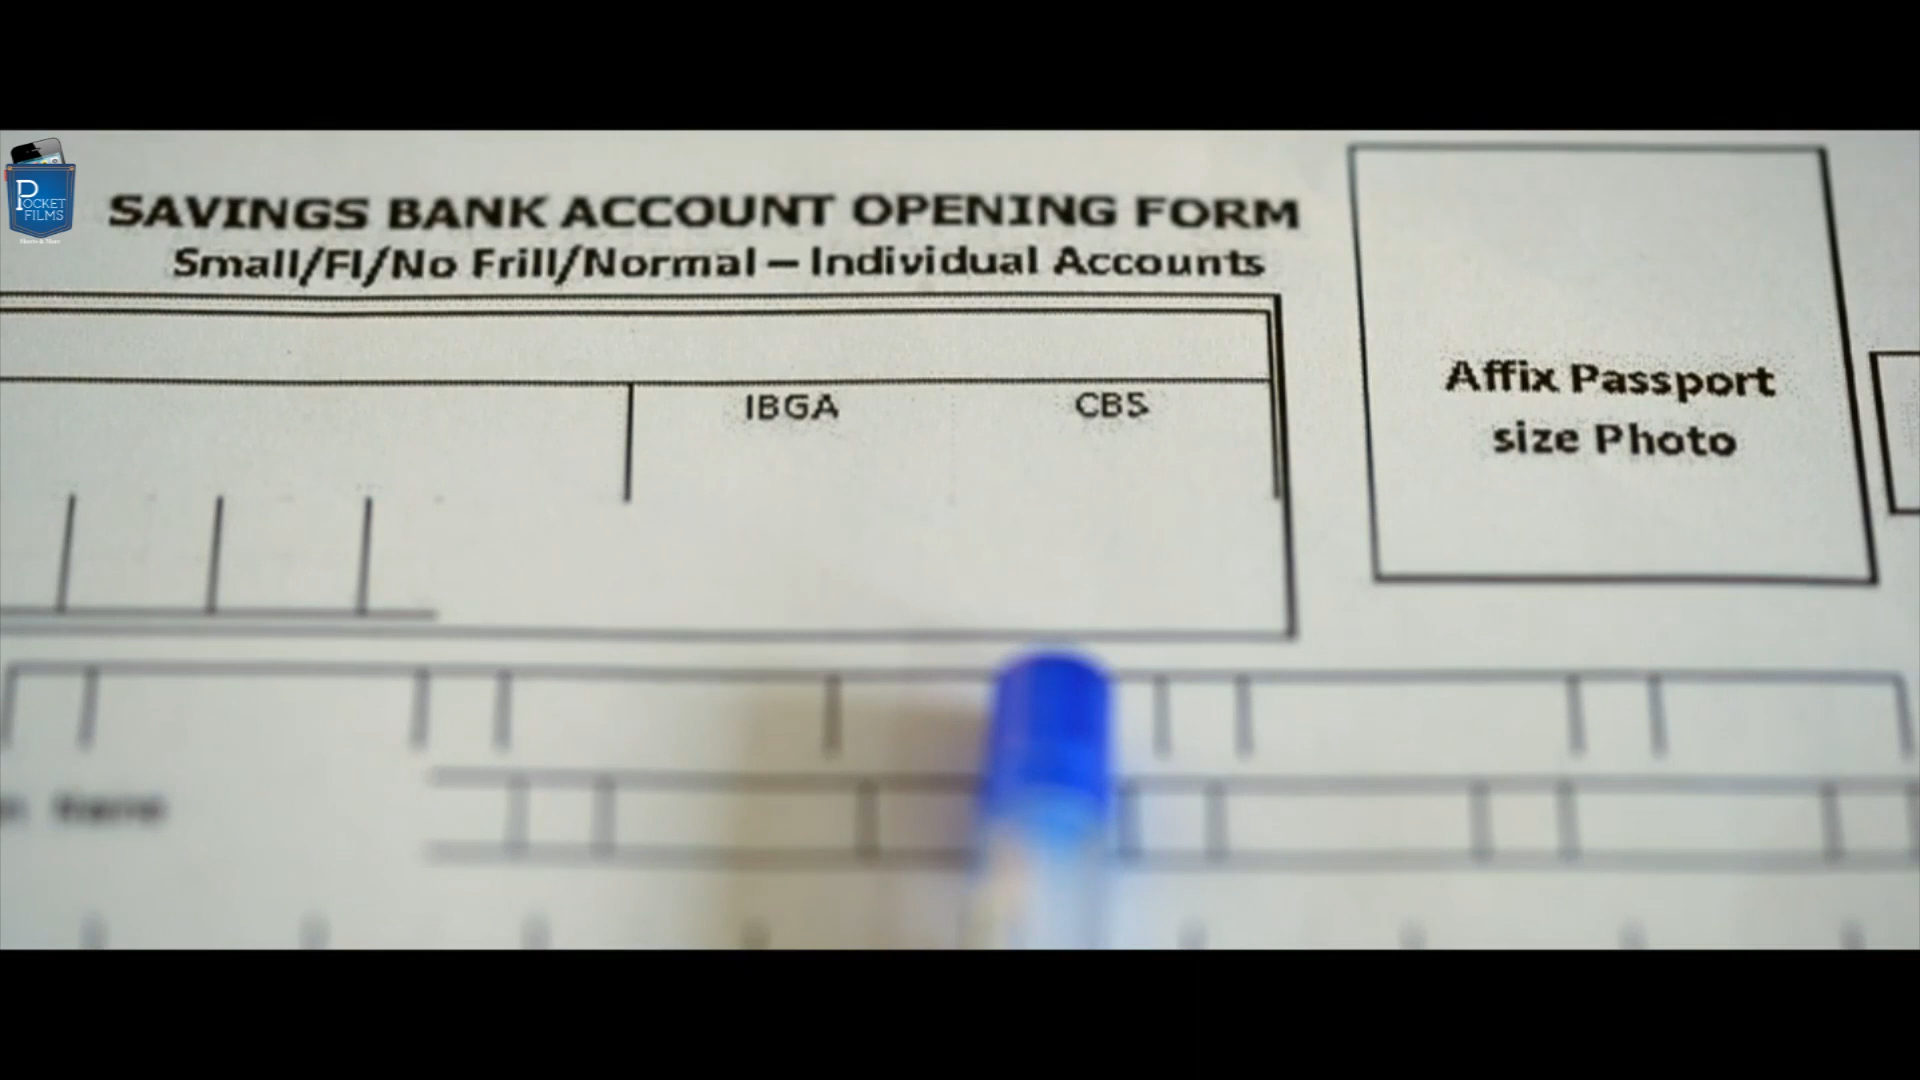 POCKET
FILMS
SAVINGS BANK ACCOUNT OPENING FORM
Small/FI/No Frill/Normal – Individual Accounts
IBGA
CBS
Affix Passport
size Photo
Name